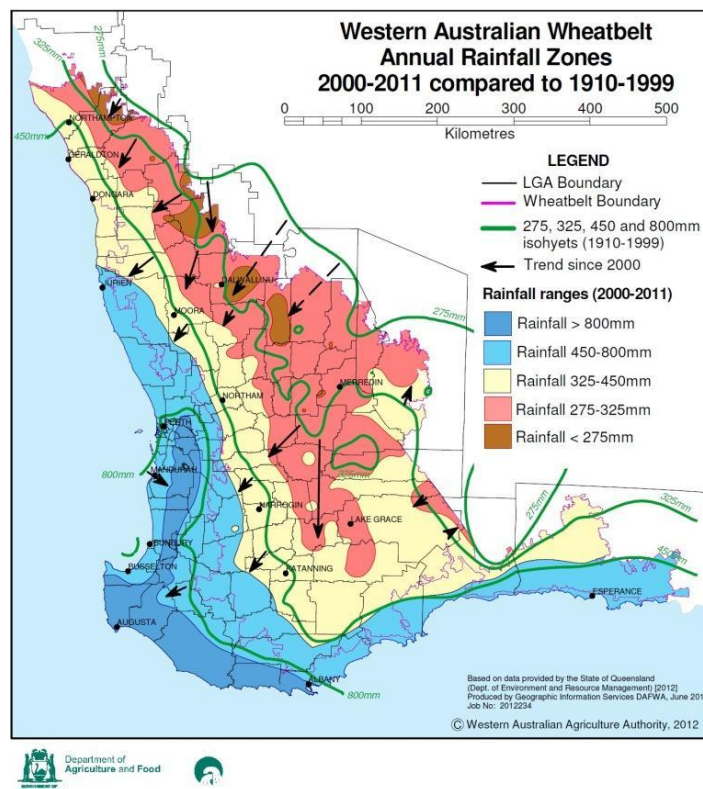 Western Australian Wheatbelt
Annual Rainfall Zones
2000-2011 compared to 1910-1999
0 100 200 300 400 500
Kilometres
LEGEND
LGA Boundary
Wheatbelt Boundary
275, 325, 450 and 800mm
isohyets (1910-1999)
Trend since 2000
Rainfall ranges (2000-2011)
Rainfall > 800mm
Rainfall 450-800mm
Rainfall 325-450mm
Rainfall 275-325mm
Rainfall < 275mm
325mm
275mm
450mm
NORTHAMPTON
GERALDTON
DONGARA
JURIEN
DALWALLINU
MOORA
275mm
MERREDIN
NORTHAM
PERTH
800mm
MANDURAH
325mm
NARROGIN
LAKE GRACE
275mm
325mm
BUNBURY
BUSSELTON
KATANNING
450mm
ESPERANCE
AUGUSTA
ALBANY
800mm
Based on data provided by the State of Queensland
(Dept. of Environment and Resource Management) [2012]
Produced by Geographic Information Services DAFWA, June 201
Job No: 2012234
© Western Australian Agriculture Authority, 2012
Department of
Agriculture and Food